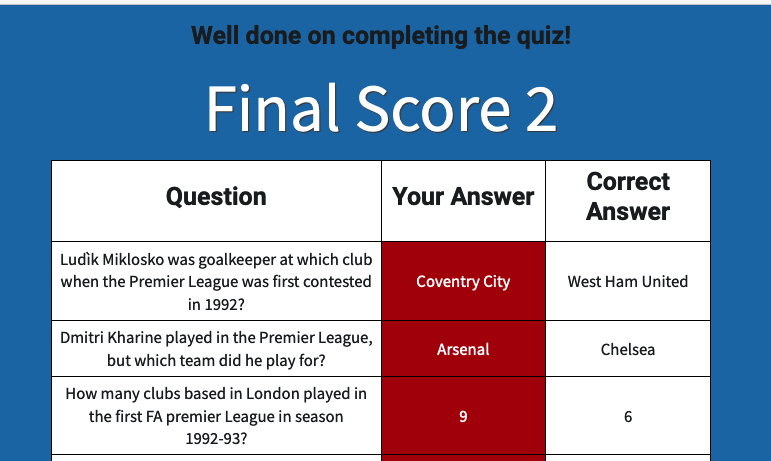 Well done on completing the quiz!
Final Score 2
Question
Your Answer
Correct
Answer
Ludìk Miklosko was goalkeeper at which club
when the Premier League was first contested
in 1992?
Coventry City
West Ham United
Dmitri Kharine played in the Premier League,
but which team did he play for?
Arsenal
Chelsea
How many clubs based in London played in
the first FA premier League in season
1992-93?
9
6